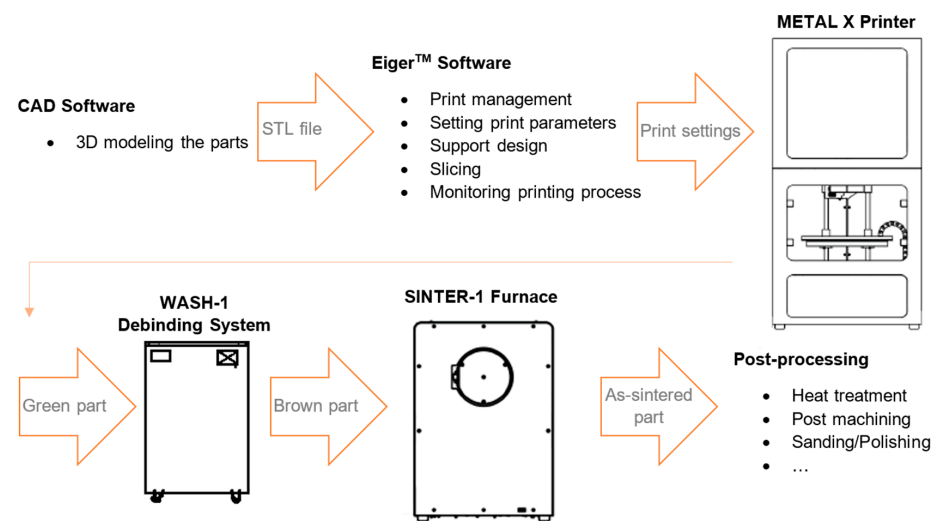 CAD Software
• 3D modeling the parts
STL file
Eiger™ Software
• Print management
• Setting print parameters
• Support design
• Slicing
• Monitoring printing process
Print settings
METAL X Printer
Green part
WASH-1
Debinding System
Brown part
SINTER-1 Furnace
As-sintered
part
Post-processing
• Heat treatment
• Post machining
• Sanding/Polishing
• …